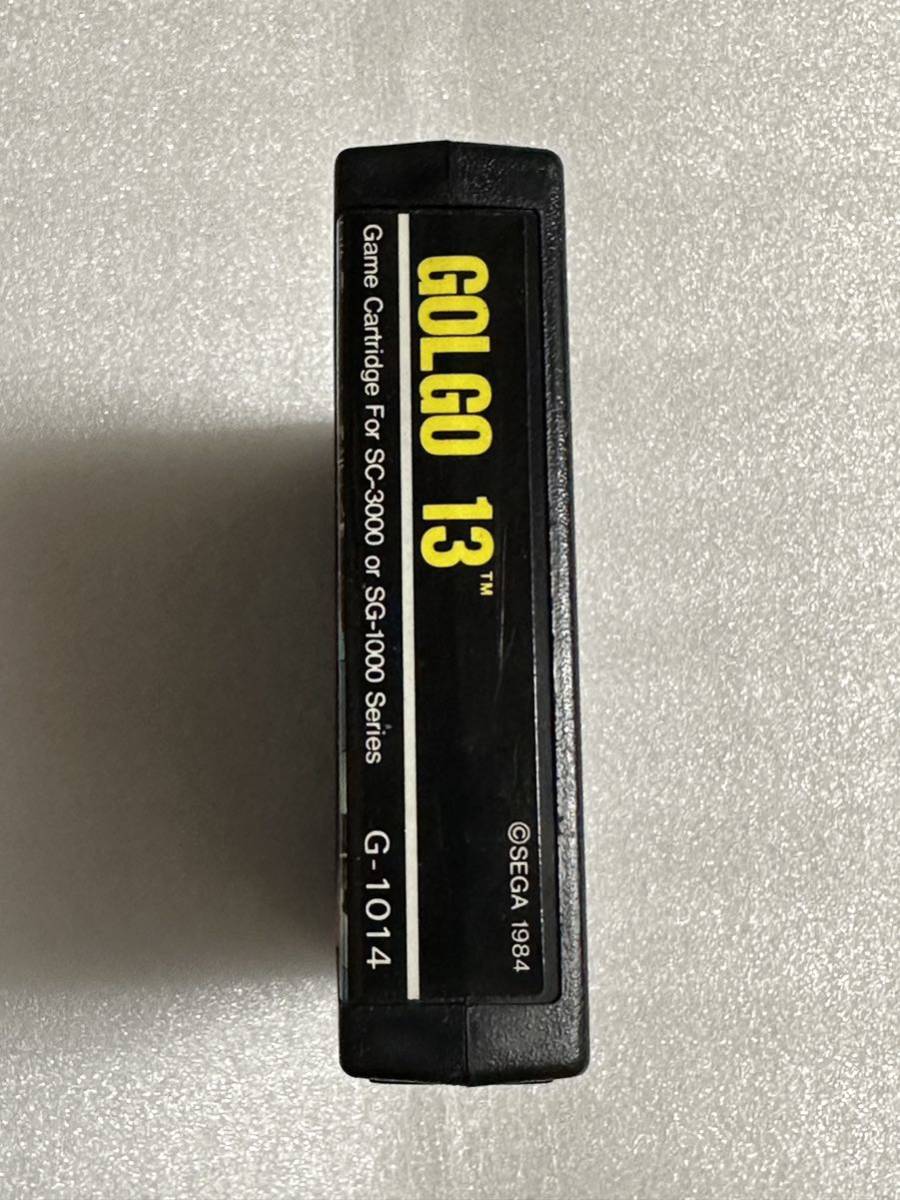 ©SEGA 1984
GOLGO 13™
Game Cartridge For SC-3000 or SG-1000 Series G-1014